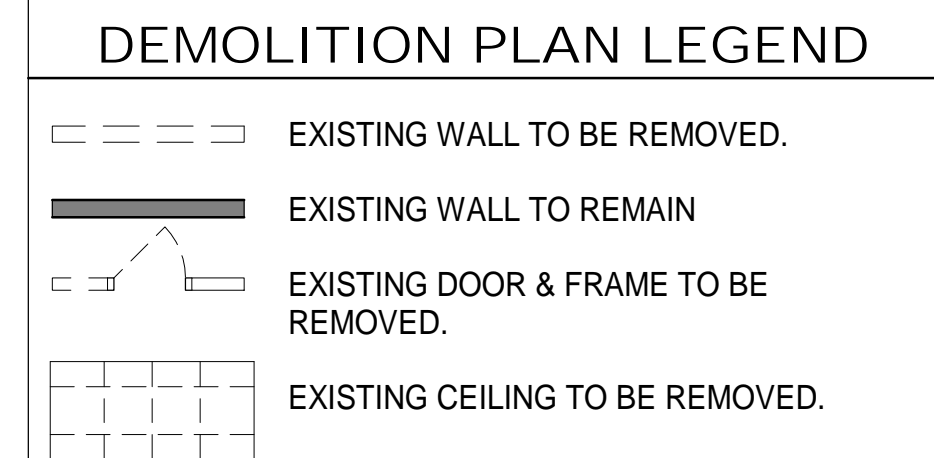 DEMOLITION PLAN LEGEND
EXISTING WALL TO BE REMOVED.
EXISTING WALL TO REMAIN
EXISTING DOOR & FRAME TO BE
REMOVED.
EXISTING CEILING TO BE REMOVED.